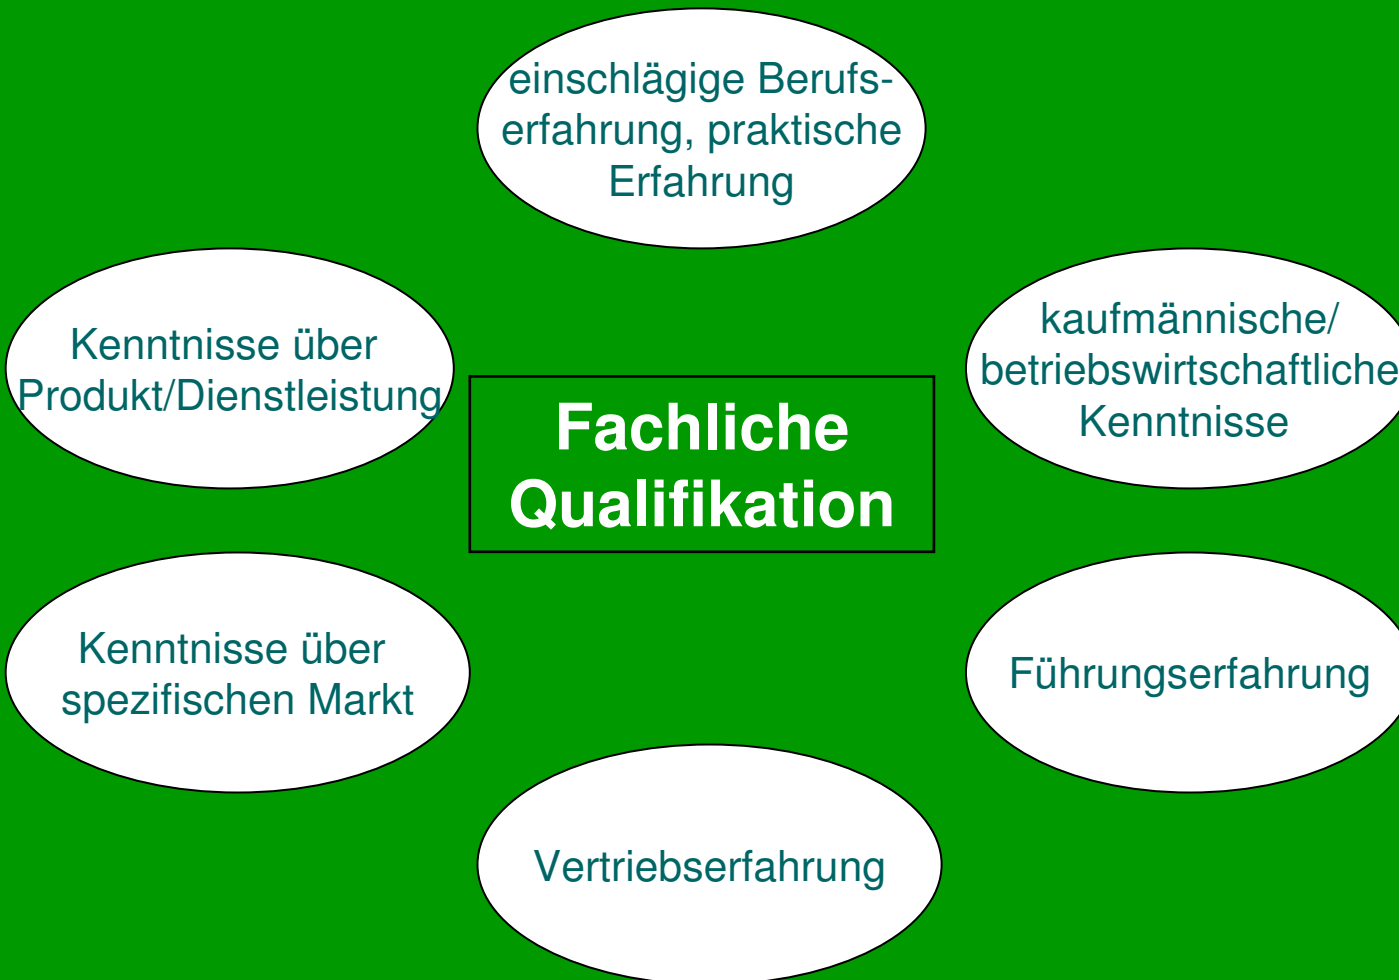 einschlägige Berufs-
erfahrung, praktische
Erfahrung
Kenntnisse über
Produkt/Dienstleistung
kaufmännische/
betriebswirtschaftliche
Kenntnisse
Fachliche
Qualifikation
Kenntnisse über
spezifischen Markt
Führungserfahrung
Vertriebserfahrung